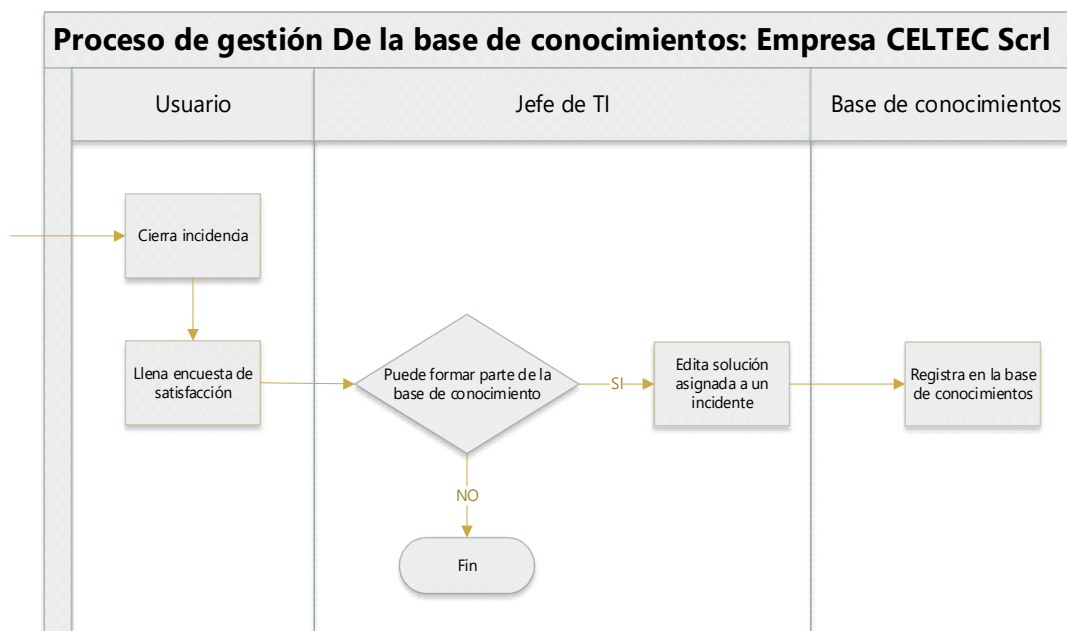 Proceso de gestión De la base de conocimientos: Empresa CELTEC Scrl
Usuario
Jefe de TI
Base de conocimientos
Cierra incidencia
Llena encuesta de
satisfacción
Puede formar parte de la
base de conocimiento
SI
Edita solución
asignada a un
incidente
Registra en la base
de conocimientos
NO
Fin